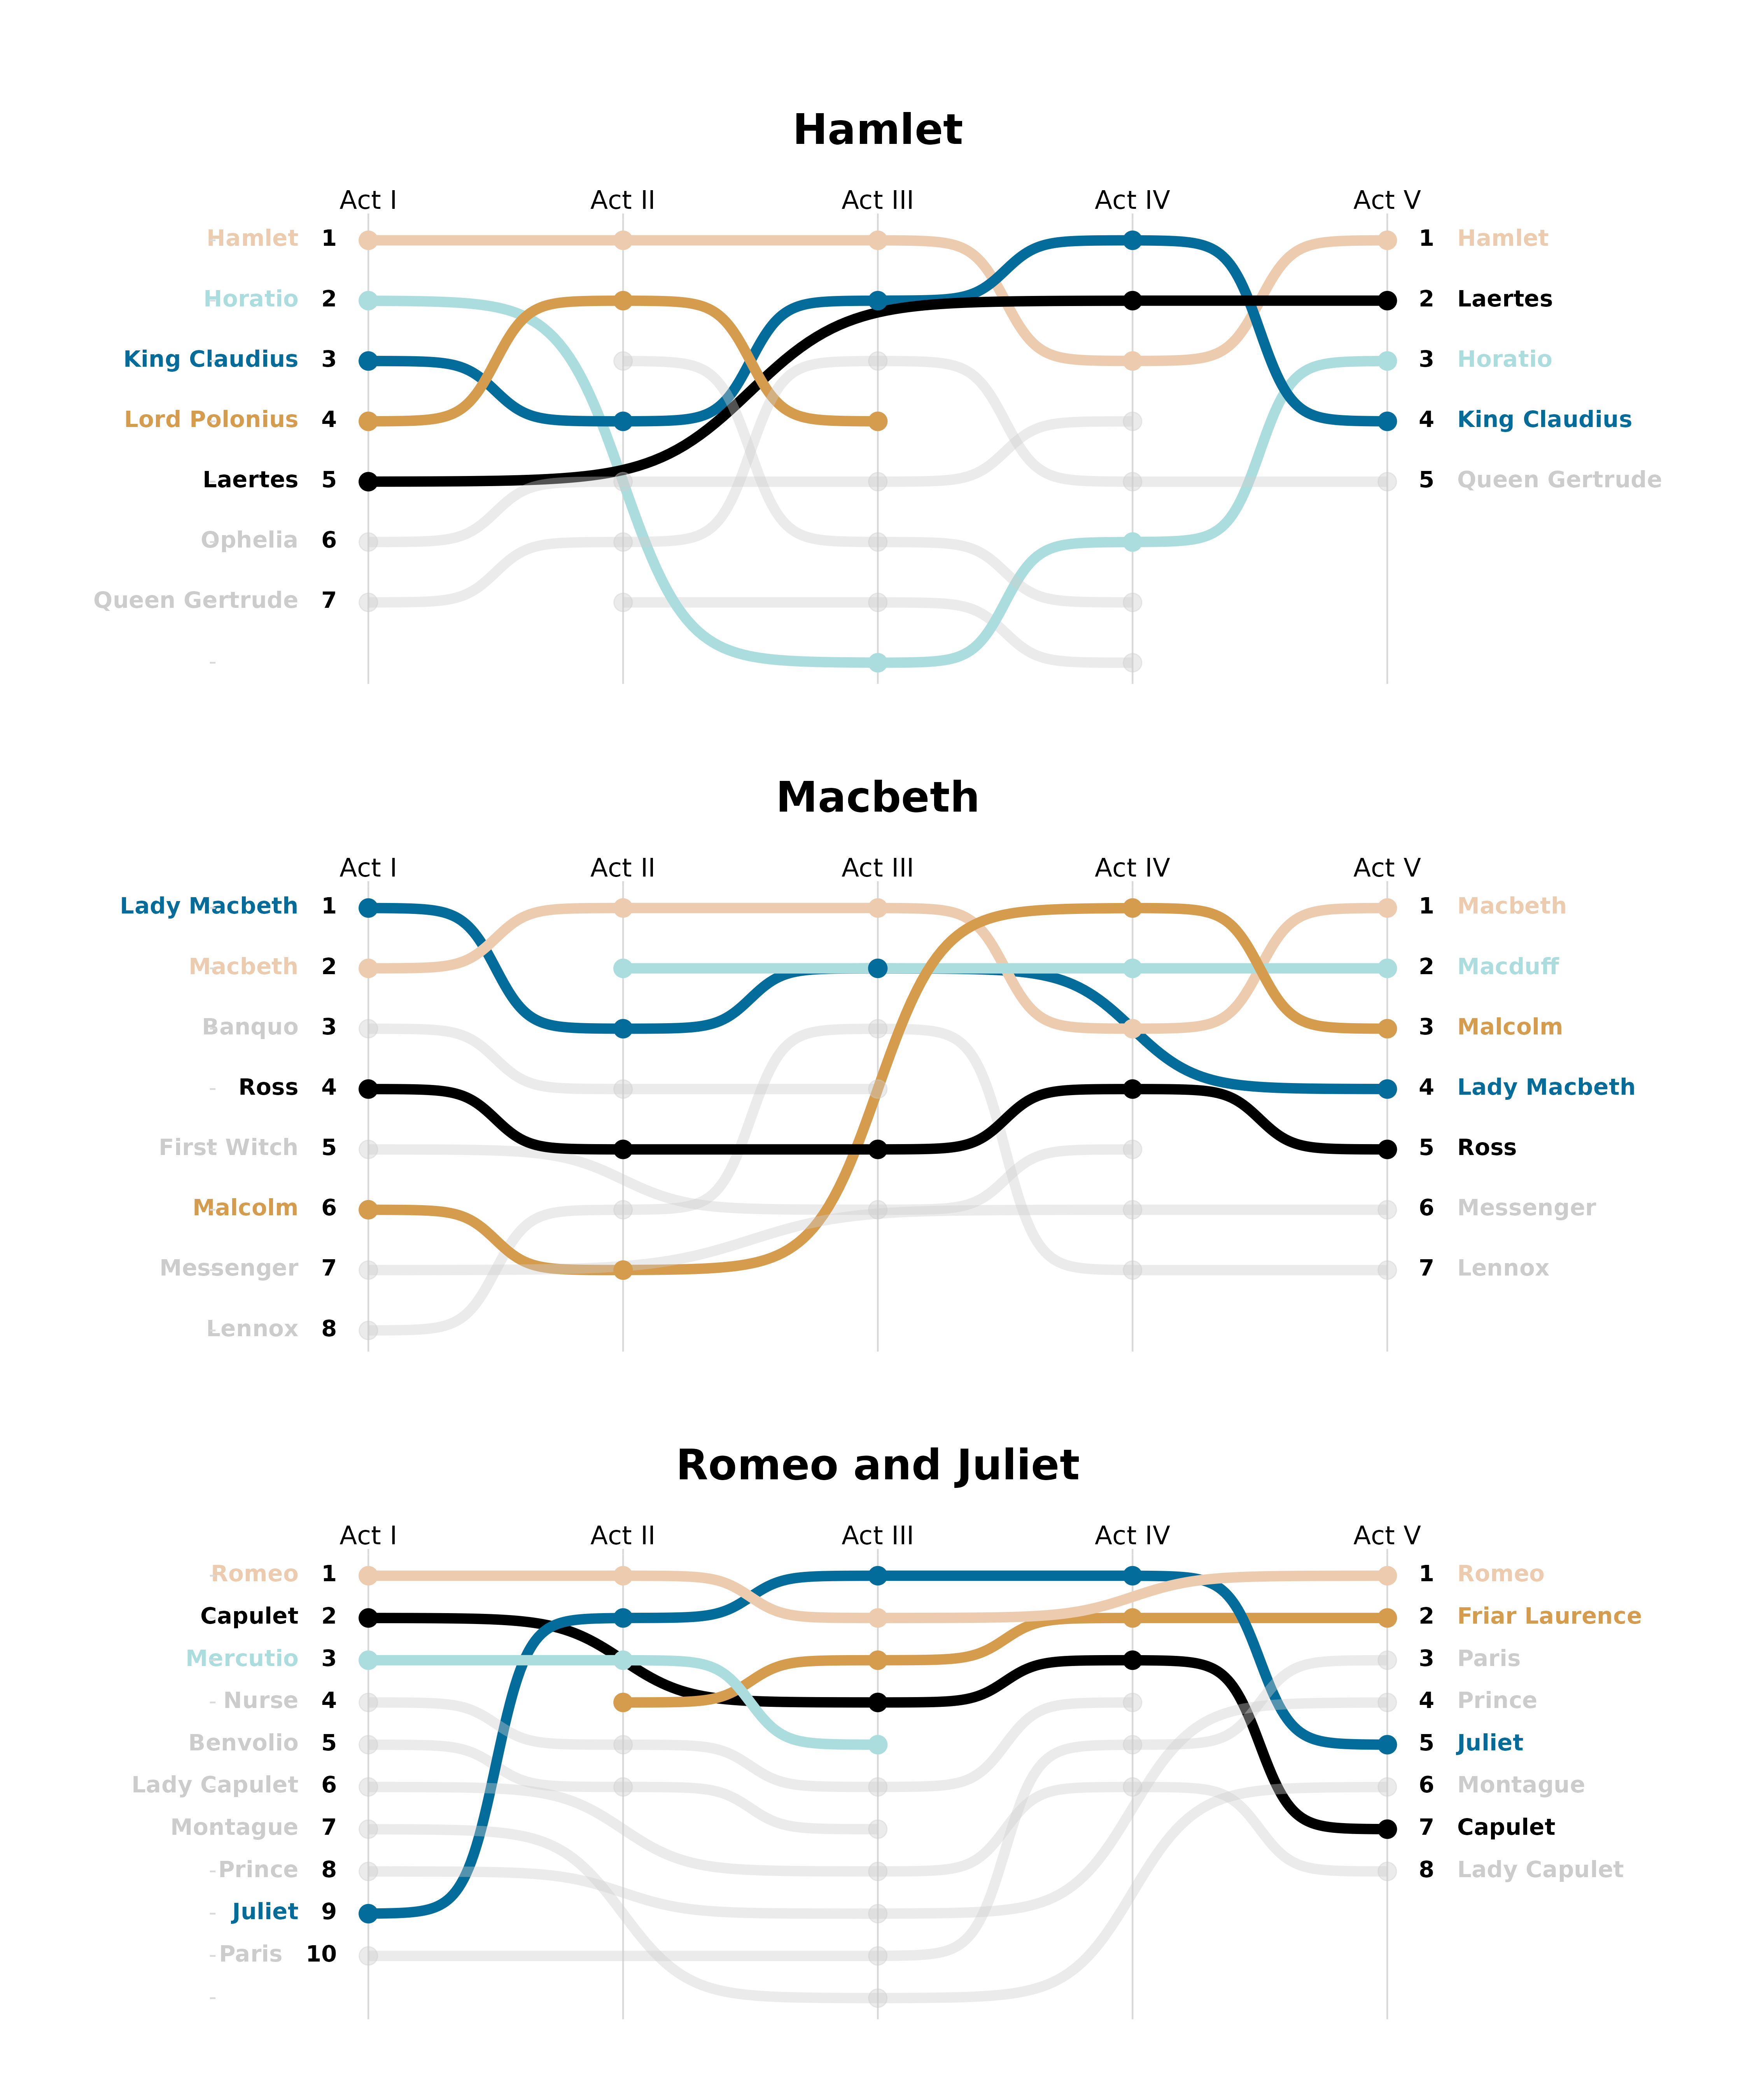 Hamlet
Act I Act II Act III Act IV Act V
Hamlet 1 1 Hamlet
Horatio 2 2 Laertes
King Claudius 3 3 Horatio
Lord Polonius 4 4 King Claudius
Laertes 5 5 Queen Gertrude
Ophelia 6
Queen Gertrude 7
Macbeth
Act I Act II Act III Act IV Act V
Lady Macbeth 1 1 Macbeth
Macbeth 2 2 Macduff
Banquo 3 3 Malcolm
Ross 4 4 Lady Macbeth
First Witch 5 5 Ross
Malcolm 6 6 Messenger
Messenger 7 7 Lennox
Lennox 8
Romeo and Juliet
Act I Act II Act III Act IV Act V
Romeo 1 1 Romeo
Capulet 2 2 Friar Laurence
Mercutio 3 3 Paris
Nurse 4 4 Prince
Benvolio 5 5 Juliet
Lady Capulet 6 6 Montague
Montague 7 7 Capulet
Prince 8 8 Lady Capulet
Juliet 9
Paris 10